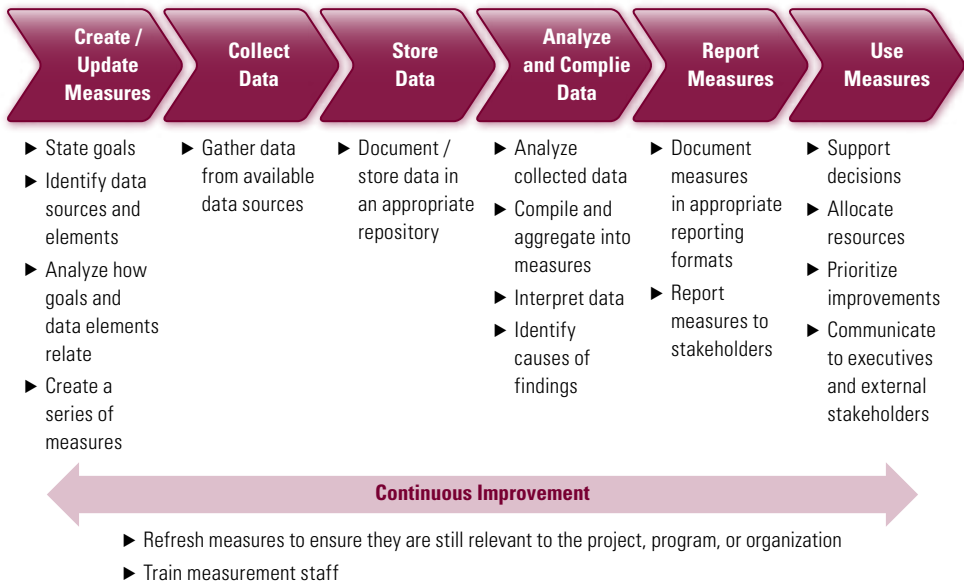 Create /
Update
Measures
Collect
Data
Store
Data
Analyze
and Complie
Data
Report
Measures
Use
Measures
▶ State goals
▶ Identify data
sources and
elements
▶ Analyze how
goals and
data elements
relate
▶ Create a
series of
measures
▶ Gather data
from available
data sources
▶ Document /
store data in
an appropriate
repository
▶ Analyze
collected data
▶ Compile and
aggregate into
measures
▶ Interpret data
▶ Identify
causes of
findings
▶ Document
measures
in appropriate
reporting
formats
▶ Report
measures to
stakeholders
▶ Support
decisions
▶ Allocate
resources
▶ Prioritize
improvements
▶ Communicate
to executives
and external
stakeholders
Continuous Improvement
▶ Refresh measures to ensure they are still relevant to the project, program, or organization
▶ Train measurement staff